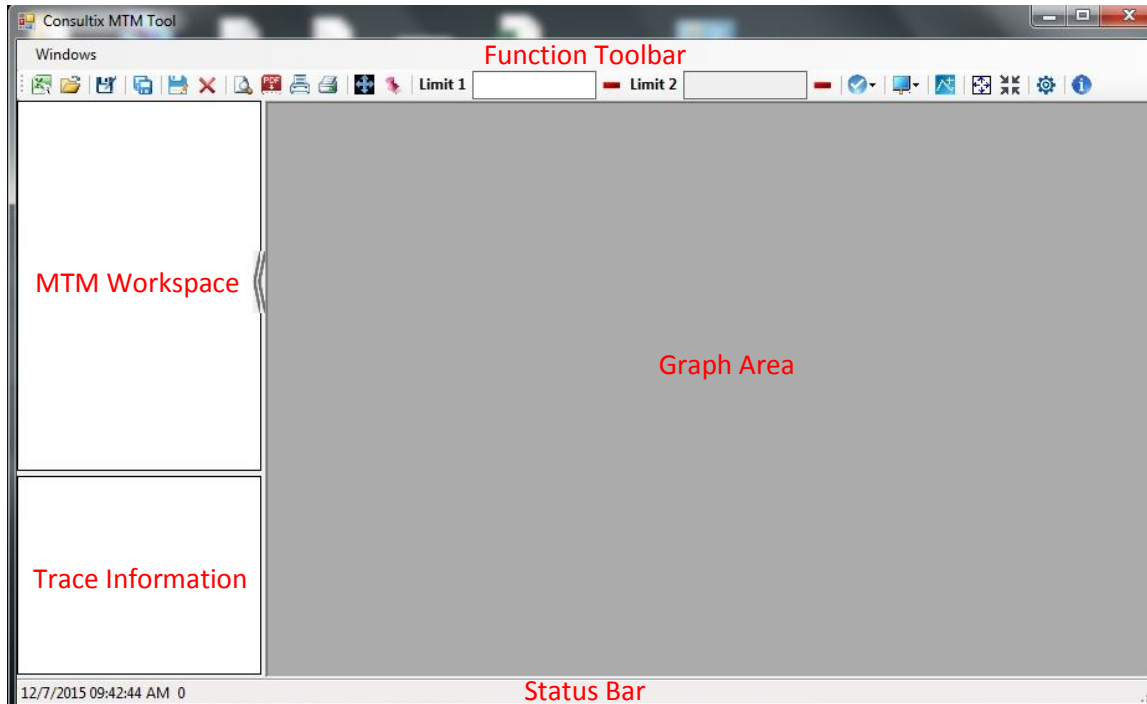 Consultix MTM Tool
Windows
Function Toolbar
PDF Limit 1 Limit 2
MTM Workspace
Graph Area
Trace Information
12/7/2015 09:42:44 AM 0
Status Bar